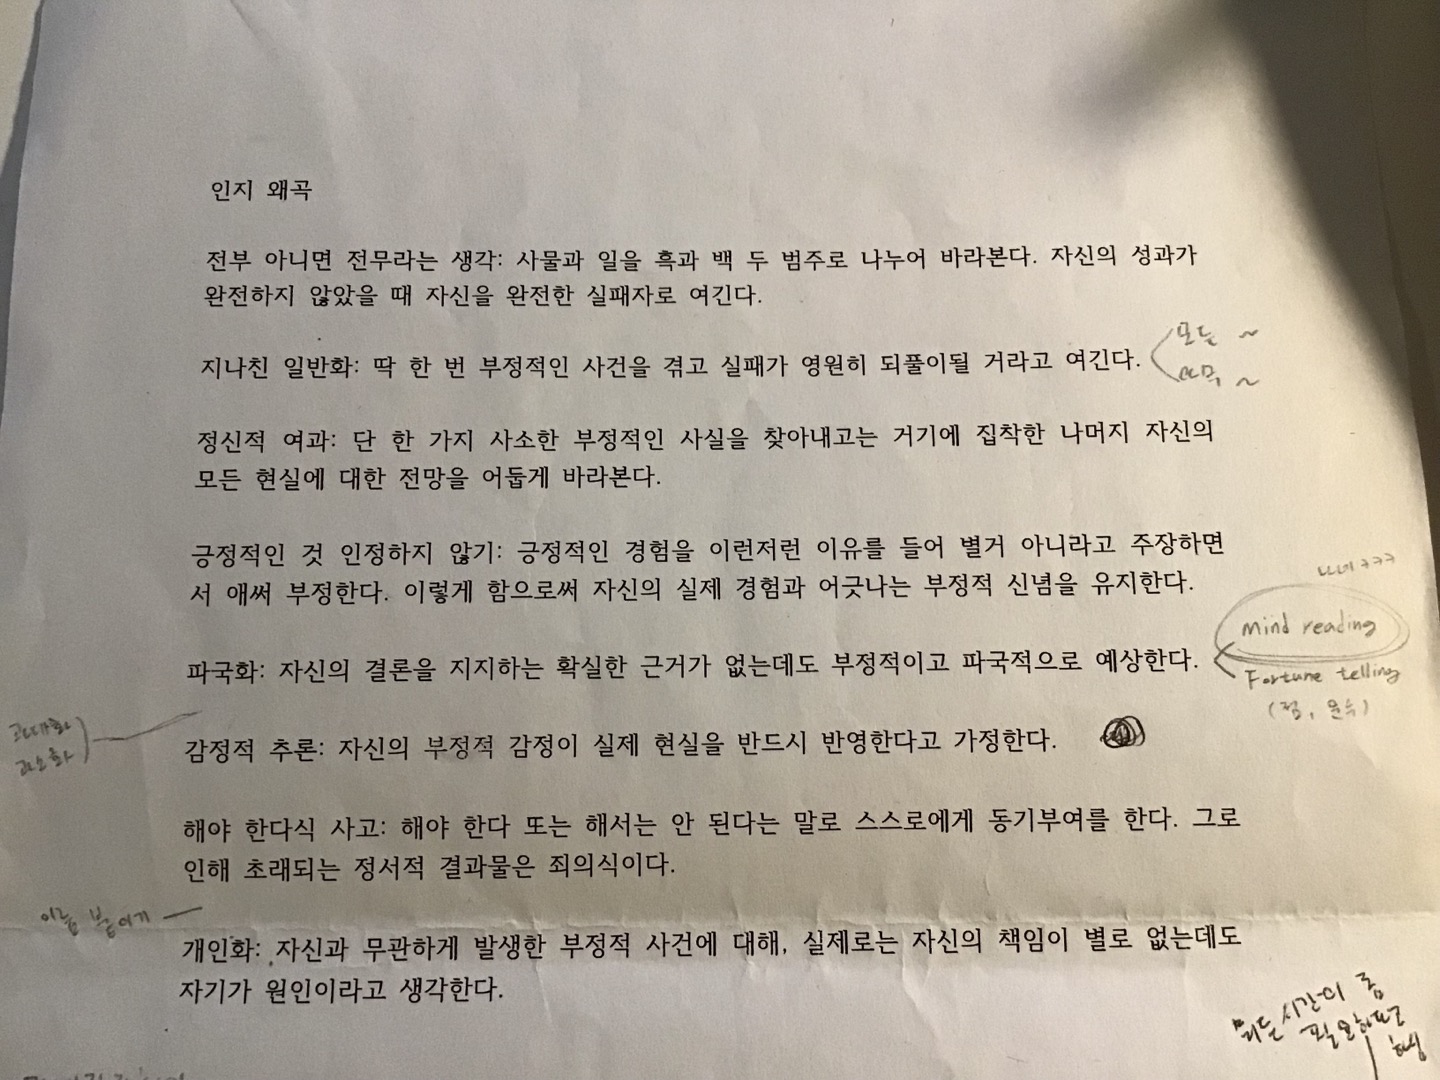 인지 왜곡
전부 아니면 전무라는 생각: 사물과 일을 흑과 백 두 범주로 나누어 바라본다. 자신의 성과가
완전하지 않았을 때 자신을 완전한 실패자로 여긴다.
모든 ~
지나친 일반화: 딱 한 번 부정적인 사건을 겪고 실패가 영원히 되풀이될 거라고 여긴다.
~
정신적 여과: 단 한 가지 사소한 부정적인 사실을 찾아내고는 거기에 집착한 나머지 자신의
모든 현실에 대한 전망을 어둡게 바라본다.
긍정적인 것 인정하지 않기: 긍정적인 경험을 이런저런 이유를 들어 별거 아니라고 주장하면
서 애써 부정한다. 이렇게 함으로써 자신의 실제 경험과 어긋나는 부정적 신념을 유지한다.
나네 ㅋㅋㅋ
Mind reading
파국화: 자신의 결론을 지지하는 확실한 근거가 없는데도 부정적이고 파국적으로 예상한다.
Fortune telling
(점, 운수)
과대화
과소화
감정적 추론: 자신의 부정적 감정이 실제 현실을 반드시 반영한다고 가정한다.
해야 한다식 사고: 해야 한다 또는 해서는 안 된다는 말로 스스로에게 동기부여를 한다. 그로
인해 초래되는 정서적 결과물은 죄의식이다.
이름 붙이기
개인화: 자신과 무관하게 발생한 부정적 사건에 대해, 실제로는 자신의 책임이 별로 없는데도
자기가 원인이라고 생각한다.
뭐든 시간이 좀